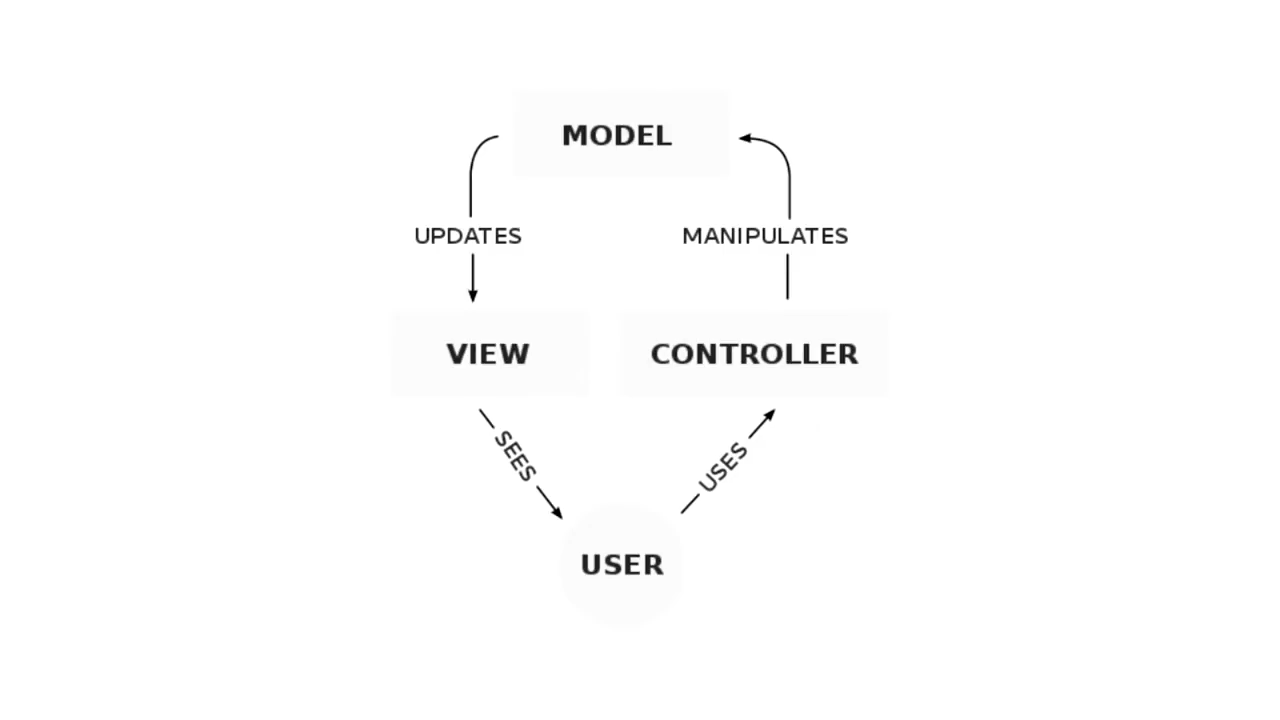 MODEL
UPDATES
MANIPULATES
VIEW
CONTROLLER
SEES
USES
USER